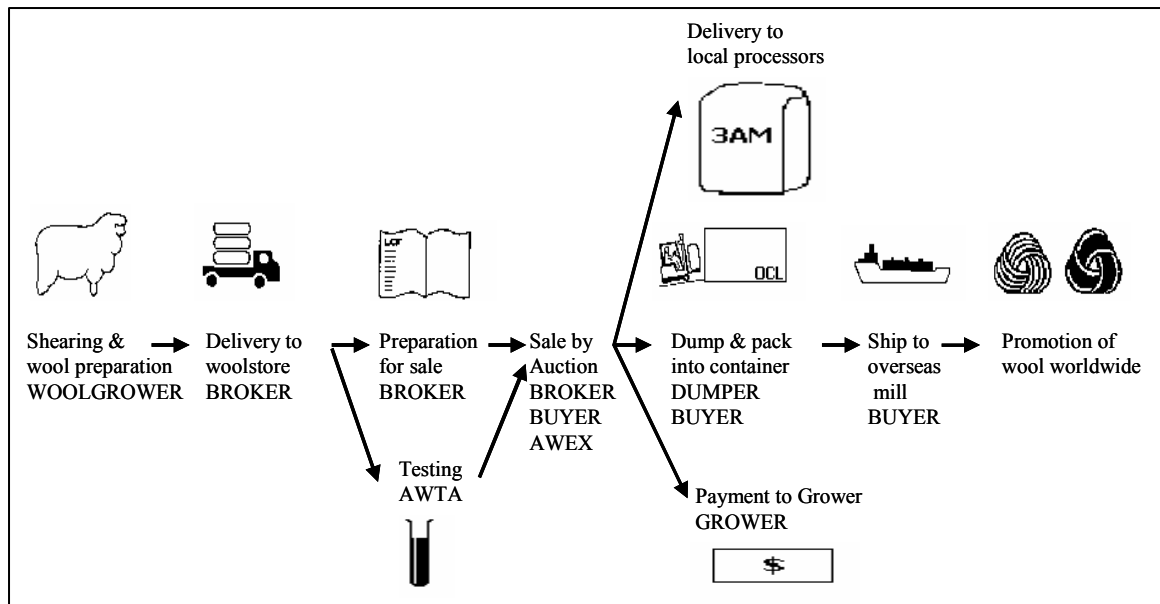 Delivery to
local processors
3AM
LOT
OCL
Shearing &
wool preparation
WOOLGROWER
Delivery to
woolstore
BROKER
Preparation
for sale
BROKER
Sale by
Auction
BROKER
BUYER
AWEX
Dump & pack
into container
DUMPER
BUYER
Ship to
overseas
mill
BUYER
Promotion of
wool worldwide
Testing
AWTA
Payment to Grower
GROWER
$